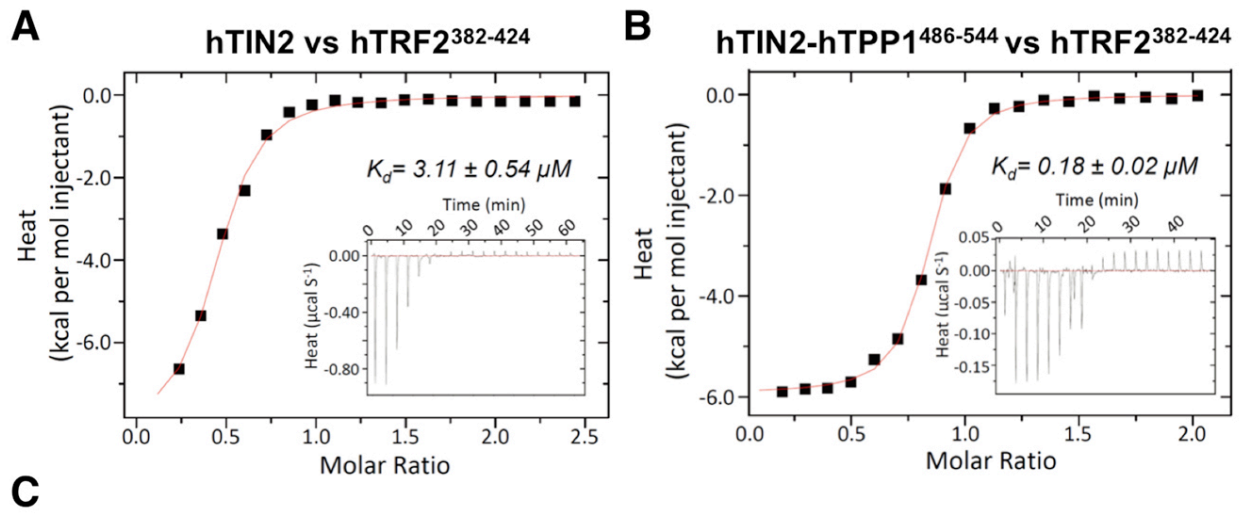 A
hTIN2 vs hTRF2³⁸²⁻⁴²⁴
0.0
-2.0
-4.0
-6.0
Heat
(kcal per mol injectant)
Kd= 3.11 ± 0.54 µM
Time (min)
0 10 20 30 40 50 60
0.00
-0.40
-0.80
Heat (µcal S⁻¹)
0.0 0.5 1.0 1.5 2.0 2.5
Molar Ratio
B
hTIN2-hTPP1⁴⁸⁶⁻⁵⁴⁴ vs hTRF2³⁸²⁻⁴²⁴
0.0
-2.0
-4.0
-6.0
Heat
(kcal per mol injectant)
Kd= 0.18 ± 0.02 µM
Time (min)
0 10 20 30 40
0.05
0.00
-0.05
-0.10
-0.15
Heat (ucal S⁻¹)
0.0 0.5 1.0 1.5 2.0
Molar Ratio
C